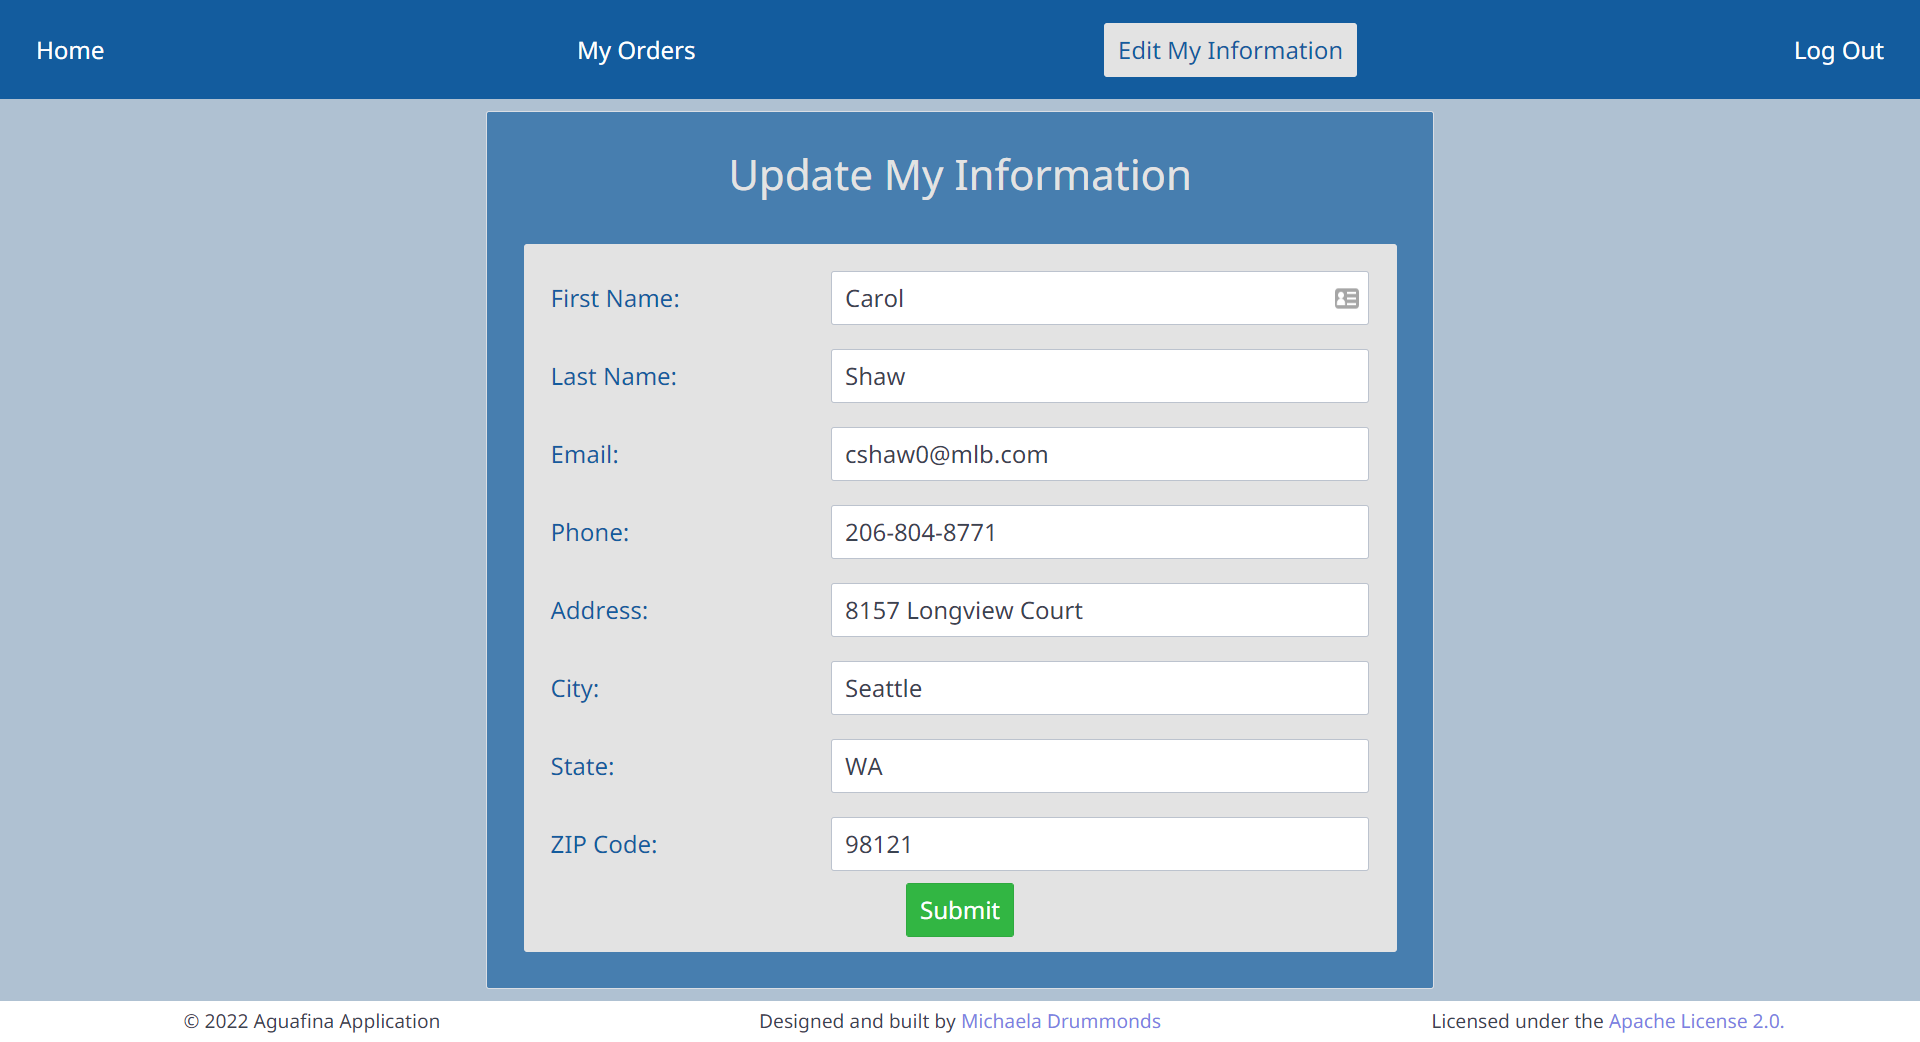 Home My Orders Edit My Information Log Out
Update My Information
First Name: Carol
Last Name: Shaw
Email: cshaw0@mlb.com
Phone: 206-804-8771
Address: 8157 Longview Court
City: Seattle
State: WA
ZIP Code: 98121
Submit
© 2022 Aguafina Application Designed and built by Michaela Drummonds Licensed under the Apache License 2.0.